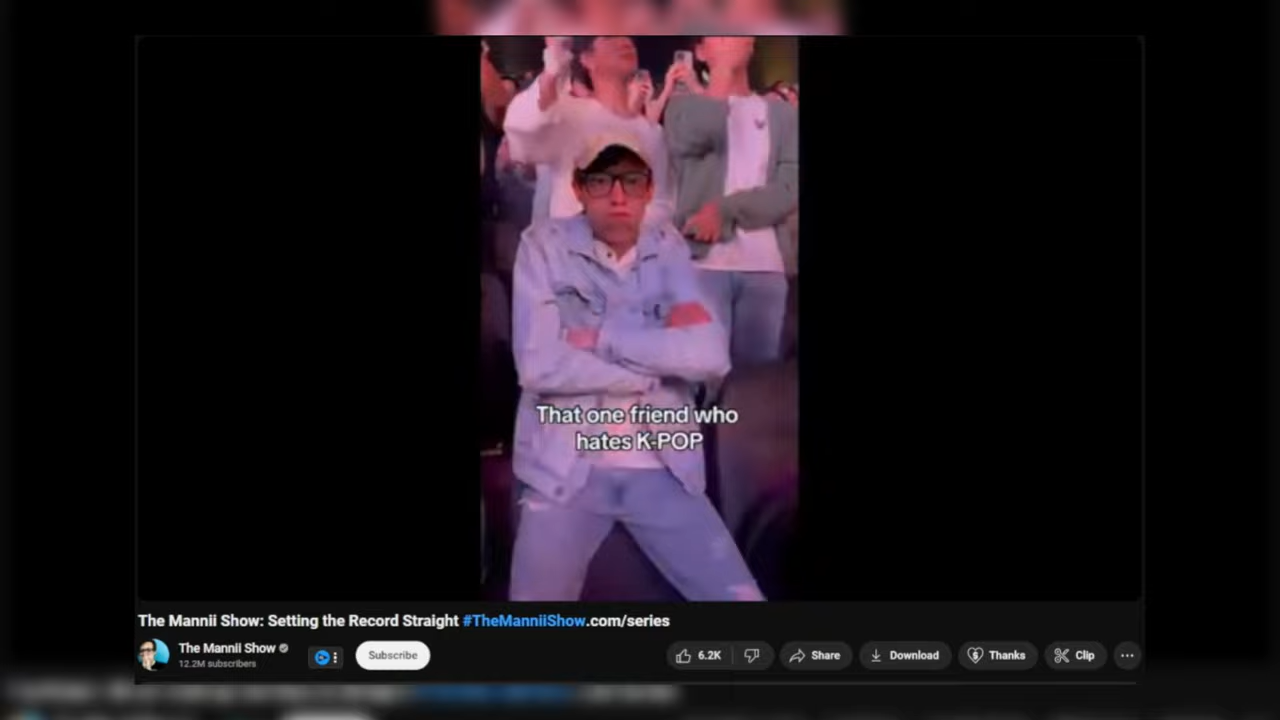 That one friend who
hates K-POP
The Mannii Show: Setting the Record Straight #TheManniiShow.com/series
The Mannii Show
12.2M subscribers
Subscribe
6.2K
Share
Download
Thanks
Clip